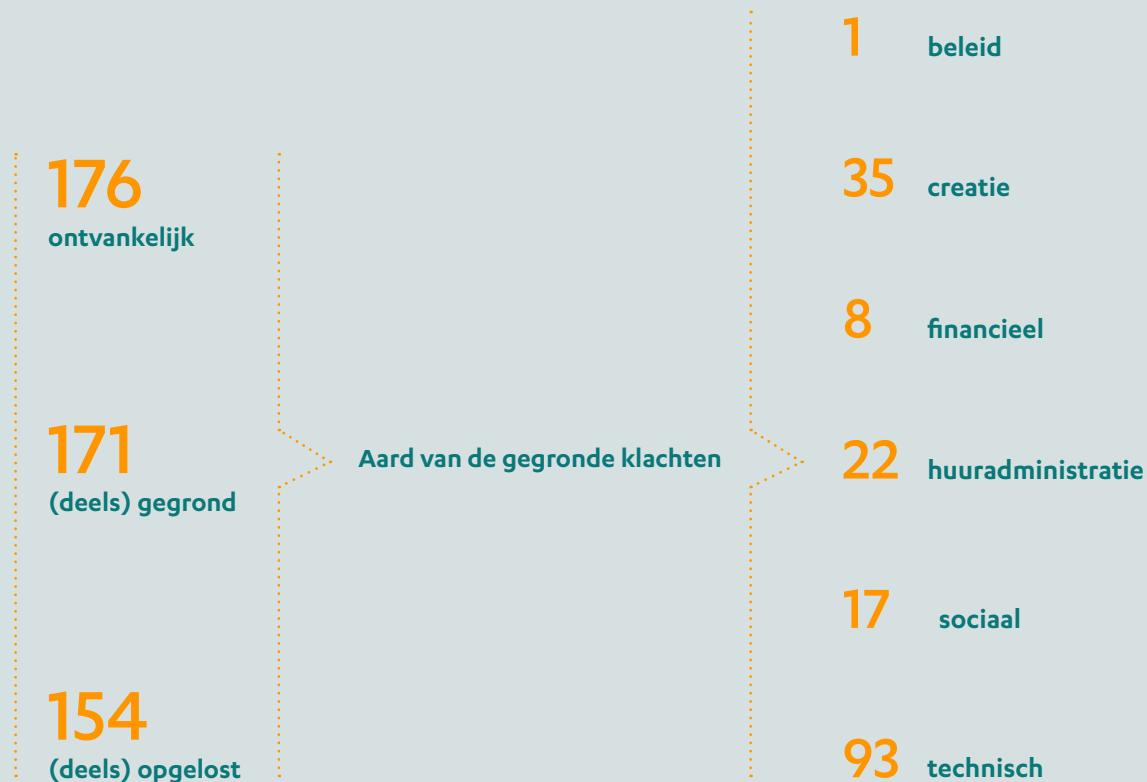 176
ontvankelijk
171
(deels) gegrond
154
(deels) opgelost
Aard van de gegronde klachten
1 beleid
35 creatie
8 financieel
22 huuradministratie
17 sociaal
93 technisch